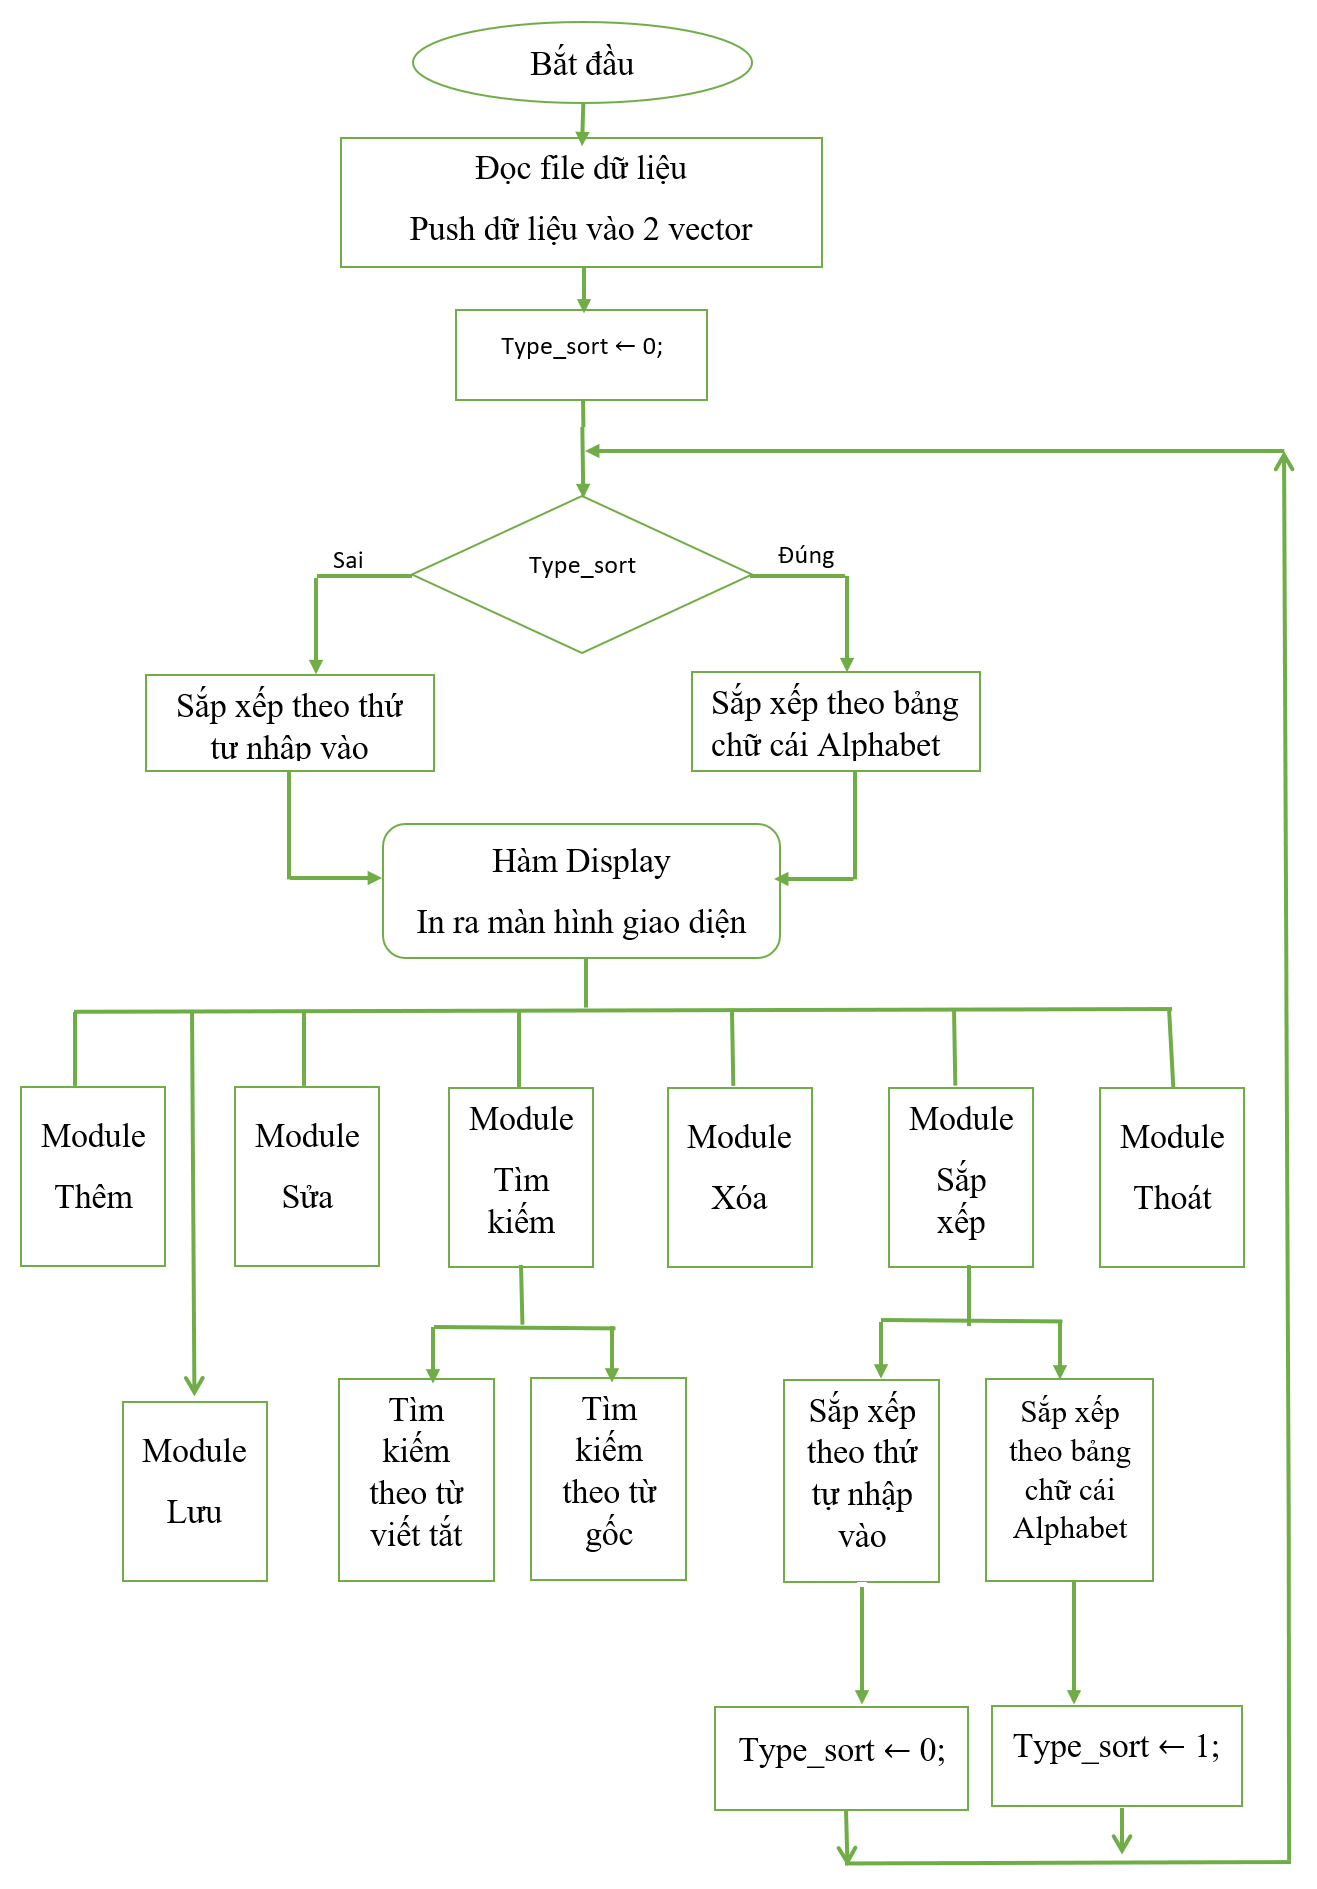 Bắt đầu
Đọc file dữ liệu
Push dữ liệu vào 2 vector
Type_sort ← 0;
Type_sort
Sai
Đúng
Sắp xếp theo thứ
tự nhập vào
Sắp xếp theo bảng
chữ cái Alphabet
Hàm Display
In ra màn hình giao diện
Module
Thêm
Module
Sửa
Module
Tìm
kiếm
Module
Xóa
Module
Sắp
xếp
Module
Thoát
Module
Lưu
Tìm
kiếm
theo từ
viết tắt
Tìm
kiếm
theo từ
gốc
Sắp xếp
theo thứ
tự nhập
vào
Sắp xếp
theo bảng
chữ cái
Alphabet
Type_sort ← 0;
Type_sort ← 1;